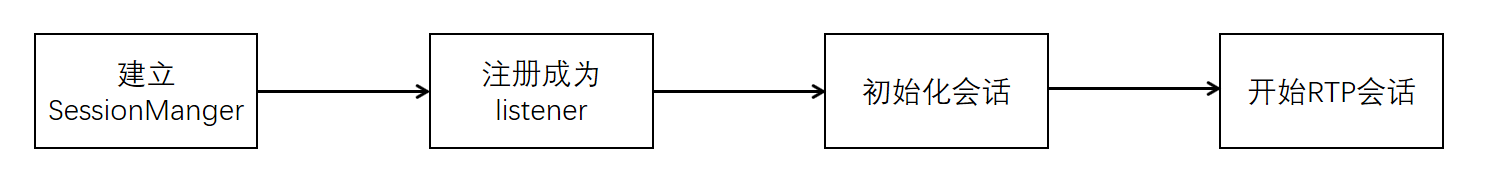 建立
SessionManger
注册成为
listener
初始化会话
开始RTP会话